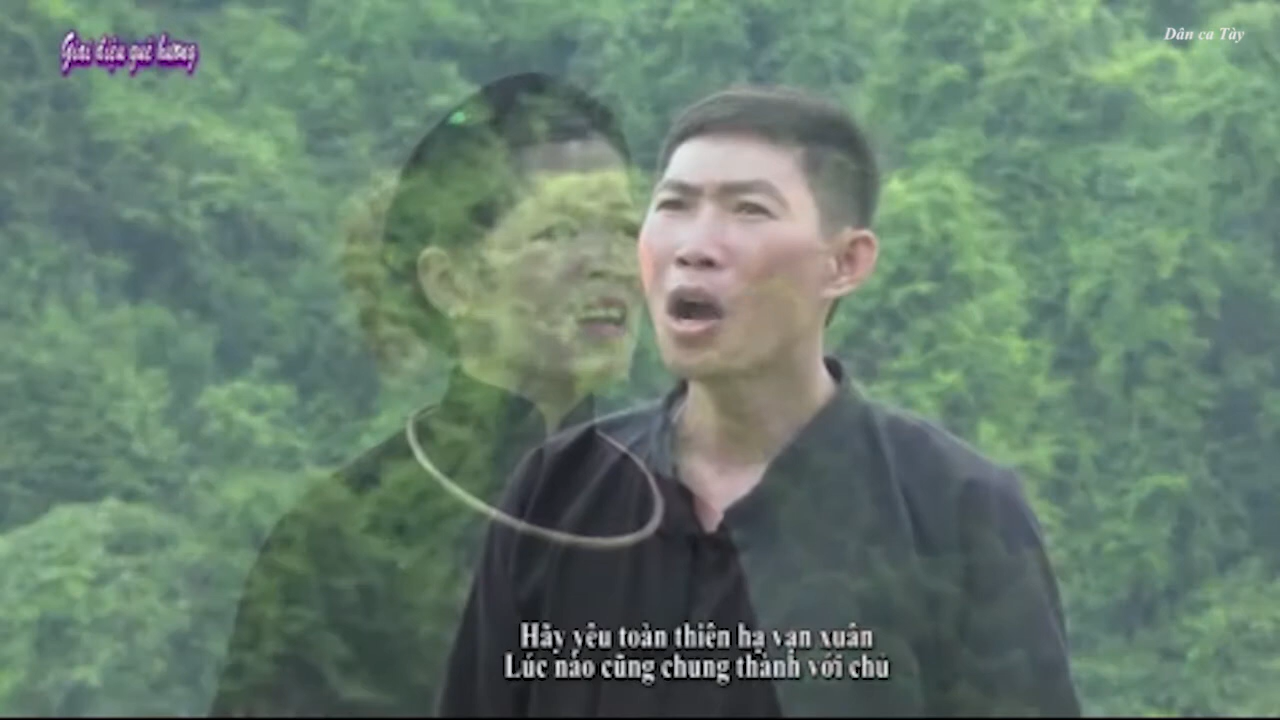 Giai điệu quê hương
Dân ca Tày
Hãy yêu toàn thiên hạ vạn xuân
Lúc nào cũng chung thành với chủ